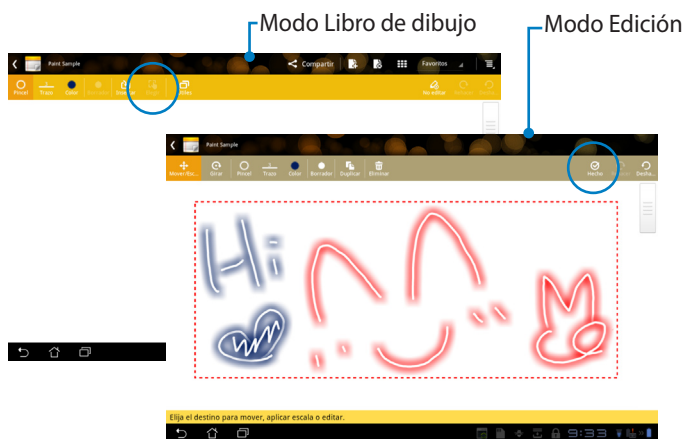 Modo Libro de dibujo
Modo Edición
Paint Sample
Compartir
Favoritos
Pincel
Trazo
Color
Borrador
No editar
Paint Sample
Mover/Esc...
Girar
Pincel
Trazo
Color
Borrador
Duplicar
Eliminar
Hecho
Desha...
Hi
Elija el destino para mover, aplicar escala o editar.
9:33